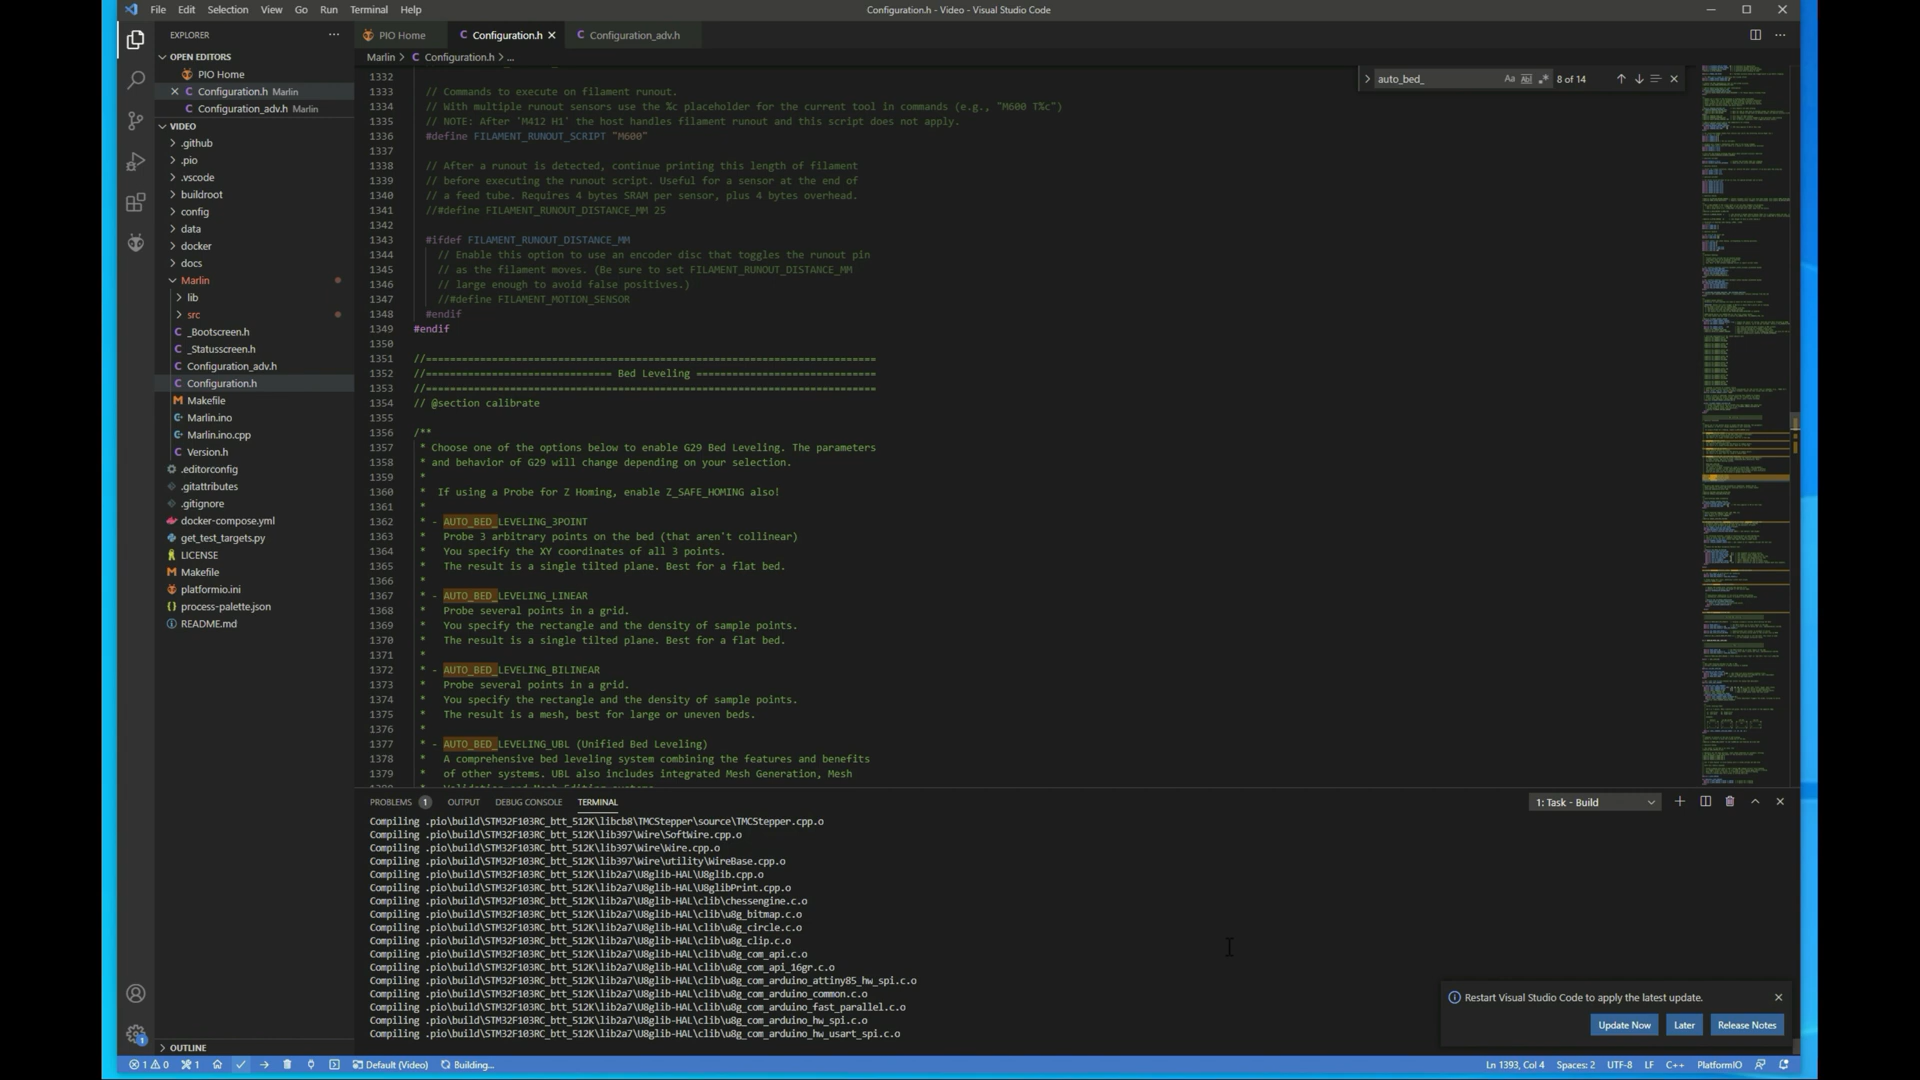 File Edit Selection View Go Run Terminal Help
Configuration.h - Video - Visual Studio Code
EXPLORER
PIO Home
Configuration.h
Configuration_adv.h
OPEN EDITORS
PIO Home
Configuration.h Marlin
Configuration_adv.h Marlin
VIDEO
.github
.pio
.vscode
buildroot
config
data
docker
docs
Marlin
lib
src
_Bootscreen.h
_Statusscreen.h
Configuration_adv.h
Configuration.h
Makefile
Marlin.ino
Marlin.ino.cpp
Version.h
.editorconfig
.gitattributes
.gitignore
docker-compose.yml
get_test_targets.py
LICENSE
Makefile
platformio.ini
process-palette.json
README.md
OUTLINE
Marlin > C Configuration.h > ...
auto_bed_ Aa 8 of 14
1332
1333 // Commands to execute on filament runout.
1334 // With multiple runout sensors use the %c placeholder for the current tool in commands (e.g., "M600 T%c")
1335 // NOTE: After 'M412 H1' the host handles filament runout and this script does not apply.
1336 #define FILAMENT_RUNOUT_SCRIPT "M600"
1337
1338 // After a runout is detected, continue printing this length of filament
1339 // before executing the runout script. Useful for a sensor at the end of
1340 // a feed tube. Requires 4 bytes SRAM per sensor, plus 4 bytes overhead.
1341 //#define FILAMENT_RUNOUT_DISTANCE_MM 25
1342
1343 #ifdef FILAMENT_RUNOUT_DISTANCE_MM
1344 // Enable this option to use an encoder disc that toggles the runout pin
1345 // as the filament moves. (Be sure to set FILAMENT_RUNOUT_DISTANCE_MM
1346 // large enough to avoid false positives.)
1347 //#define FILAMENT_MOTION_SENSOR
1348 #endif
1349 #endif
1350
1351 //===========================================================================
1352 //=============================== Bed Leveling ==============================
1353 //===========================================================================
1354 // @section calibrate
1355
1356 /**
1357 * Choose one of the options below to enable G29 Bed Leveling. The parameters
1358 * and behavior of G29 will change depending on your selection.
1359 *
1360 * If using a Probe for Z Homing, enable Z_SAFE_HOMING also!
1361 *
1362 * - AUTO_BED_LEVELING_3POINT
1363 * Probe 3 arbitrary points on the bed (that aren't collinear)
1364 * You specify the XY coordinates of all 3 points.
1365 * The result is a single tilted plane. Best for a flat bed.
1366 *
1367 * - AUTO_BED_LEVELING_LINEAR
1368 * Probe several points in a grid.
1369 * You specify the rectangle and the density of sample points.
1370 * The result is a single tilted plane. Best for a flat bed.
1371 *
1372 * - AUTO_BED_LEVELING_BILINEAR
1373 * Probe several points in a grid.
1374 * You specify the rectangle and the density of sample points.
1375 * The result is a mesh, best for large or uneven beds.
1376 *
1377 * - AUTO_BED_LEVELING_UBL (Unified Bed Leveling)
1378 * A comprehensive bed leveling system combining the features and benefits
1379 * of other systems. UBL also includes integrated Mesh Generation, Mesh
PROBLEMS 1 OUTPUT DEBUG CONSOLE TERMINAL
1: Task - Build
Compiling .pio\build\STM32F103RC_btt_512K\libcb8\TMCStepper\source\TMCStepper.cpp.o
Compiling .pio\build\STM32F103RC_btt_512K\lib397\Wire\SoftWire.cpp.o
Compiling .pio\build\STM32F103RC_btt_512K\lib397\Wire\Wire.cpp.o
Compiling .pio\build\STM32F103RC_btt_512K\lib397\Wire\utility\WireBase.cpp.o
Compiling .pio\build\STM32F103RC_btt_512K\lib2a7\U8glib-HAL\U8glib.cpp.o
Compiling .pio\build\STM32F103RC_btt_512K\lib2a7\U8glib-HAL\U8glibPrint.cpp.o
Compiling .pio\build\STM32F103RC_btt_512K\lib2a7\U8glib-HAL\clib\chessengine.c.o
Compiling .pio\build\STM32F103RC_btt_512K\lib2a7\U8glib-HAL\clib\u8g_bitmap.c.o
Compiling .pio\build\STM32F103RC_btt_512K\lib2a7\U8glib-HAL\clib\u8g_circle.c.o
Compiling .pio\build\STM32F103RC_btt_512K\lib2a7\U8glib-HAL\clib\u8g_clip.c.o
Compiling .pio\build\STM32F103RC_btt_512K\lib2a7\U8glib-HAL\clib\u8g_com_api.c.o
Compiling .pio\build\STM32F103RC_btt_512K\lib2a7\U8glib-HAL\clib\u8g_com_api_16gr.c.o
Compiling .pio\build\STM32F103RC_btt_512K\lib2a7\U8glib-HAL\clib\u8g_com_arduino_attiny85_hw_spi.c.o
Compiling .pio\build\STM32F103RC_btt_512K\lib2a7\U8glib-HAL\clib\u8g_com_arduino_common.c.o
Compiling .pio\build\STM32F103RC_btt_512K\lib2a7\U8glib-HAL\clib\u8g_com_arduino_fast_parallel.c.o
Compiling .pio\build\STM32F103RC_btt_512K\lib2a7\U8glib-HAL\clib\u8g_com_arduino_hw_spi.c.o
Compiling .pio\build\STM32F103RC_btt_512K\lib2a7\U8glib-HAL\clib\u8g_com_arduino_hw_usart_spi.c.o
Restart Visual Studio Code to apply the latest update.
Update Now Later Release Notes
1 0 1 Default (Video) Building...
Ln 1393, Col 4 Spaces: 2 UTF-8 LF C++ PlatformIO